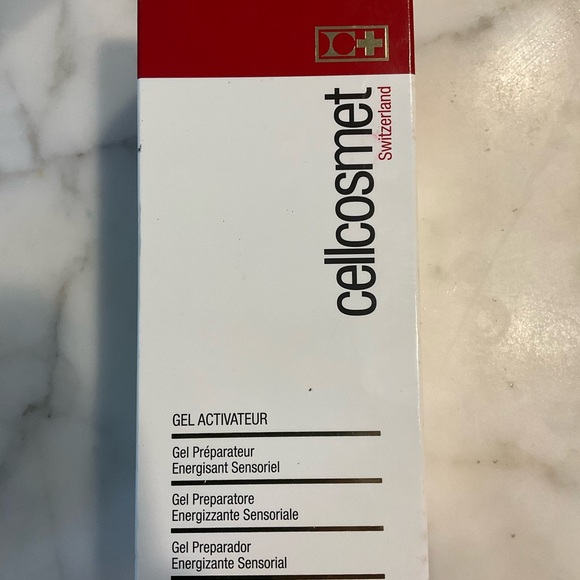 cellcosmet
Switzerland
GEL ACTIVATEUR
Gel Préparateur
Energisant Sensoriel
Gel Preparatore
Energizzante Sensoriale
Gel Preparador
Energizante Sensorial